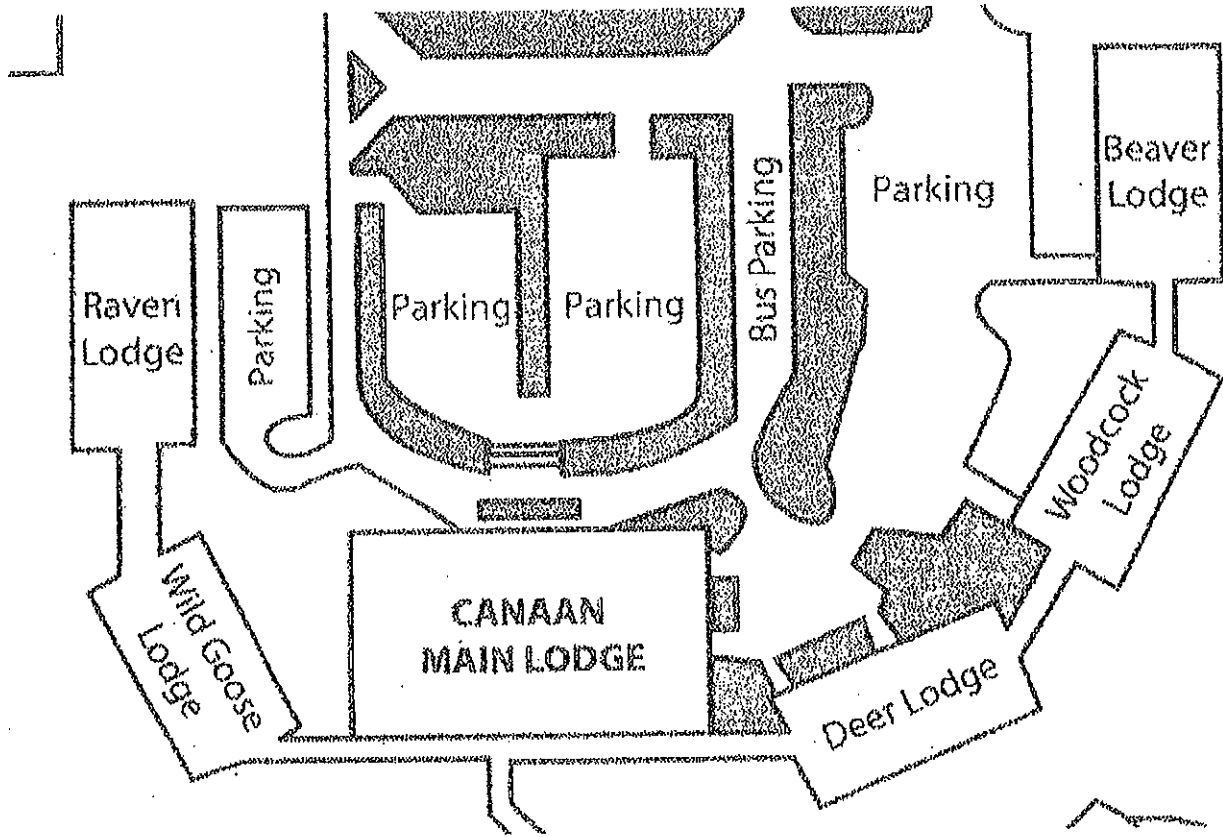 Beaver
Lodge
Parking
Bus Parking
Raven
Lodge
Parking
Parking
Parking
Woodcock
Lodge
Wild Goose
Lodge
CANAAN
MAIN LODGE
Deer Lodge